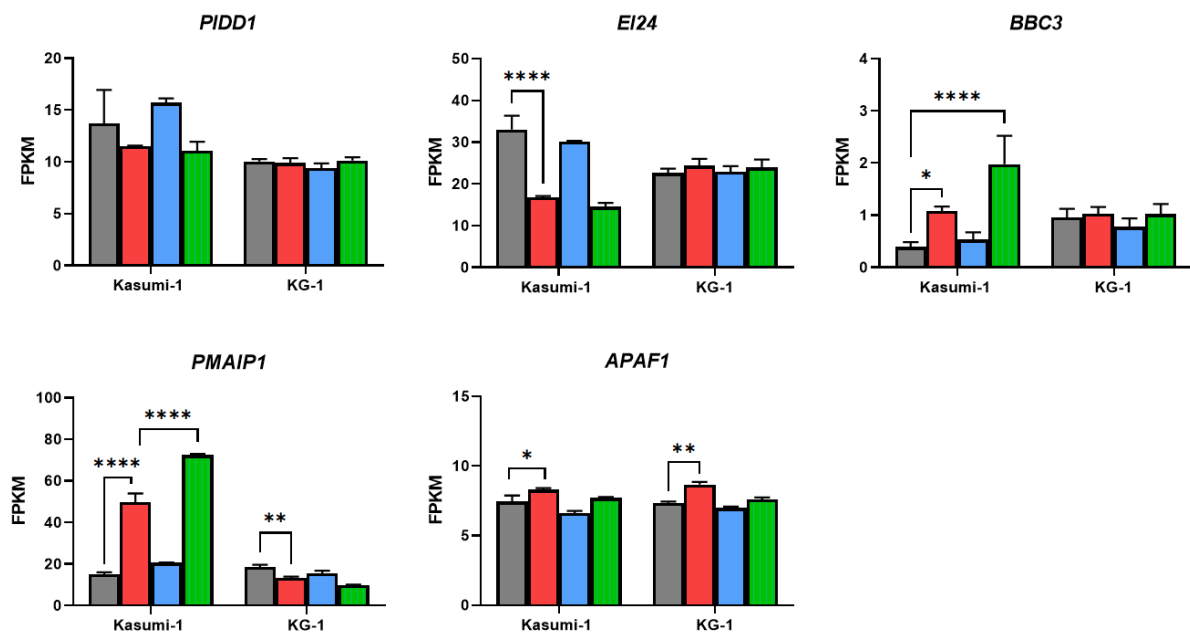 PIDD1
EI24
BBC3
FPKM
20
15
10
5
0
Kasumi-1
KG-1
FPKM
50
40
30
20
10
0
****
Kasumi-1
KG-1
FPKM
4
3
2
1
0
*
****
Kasumi-1
KG-1
PMAIP1
APAF1
FPKM
100
80
60
40
20
0
****
****
**
Kasumi-1
KG-1
FPKM
15
10
5
0
*
**
Kasumi-1
KG-1